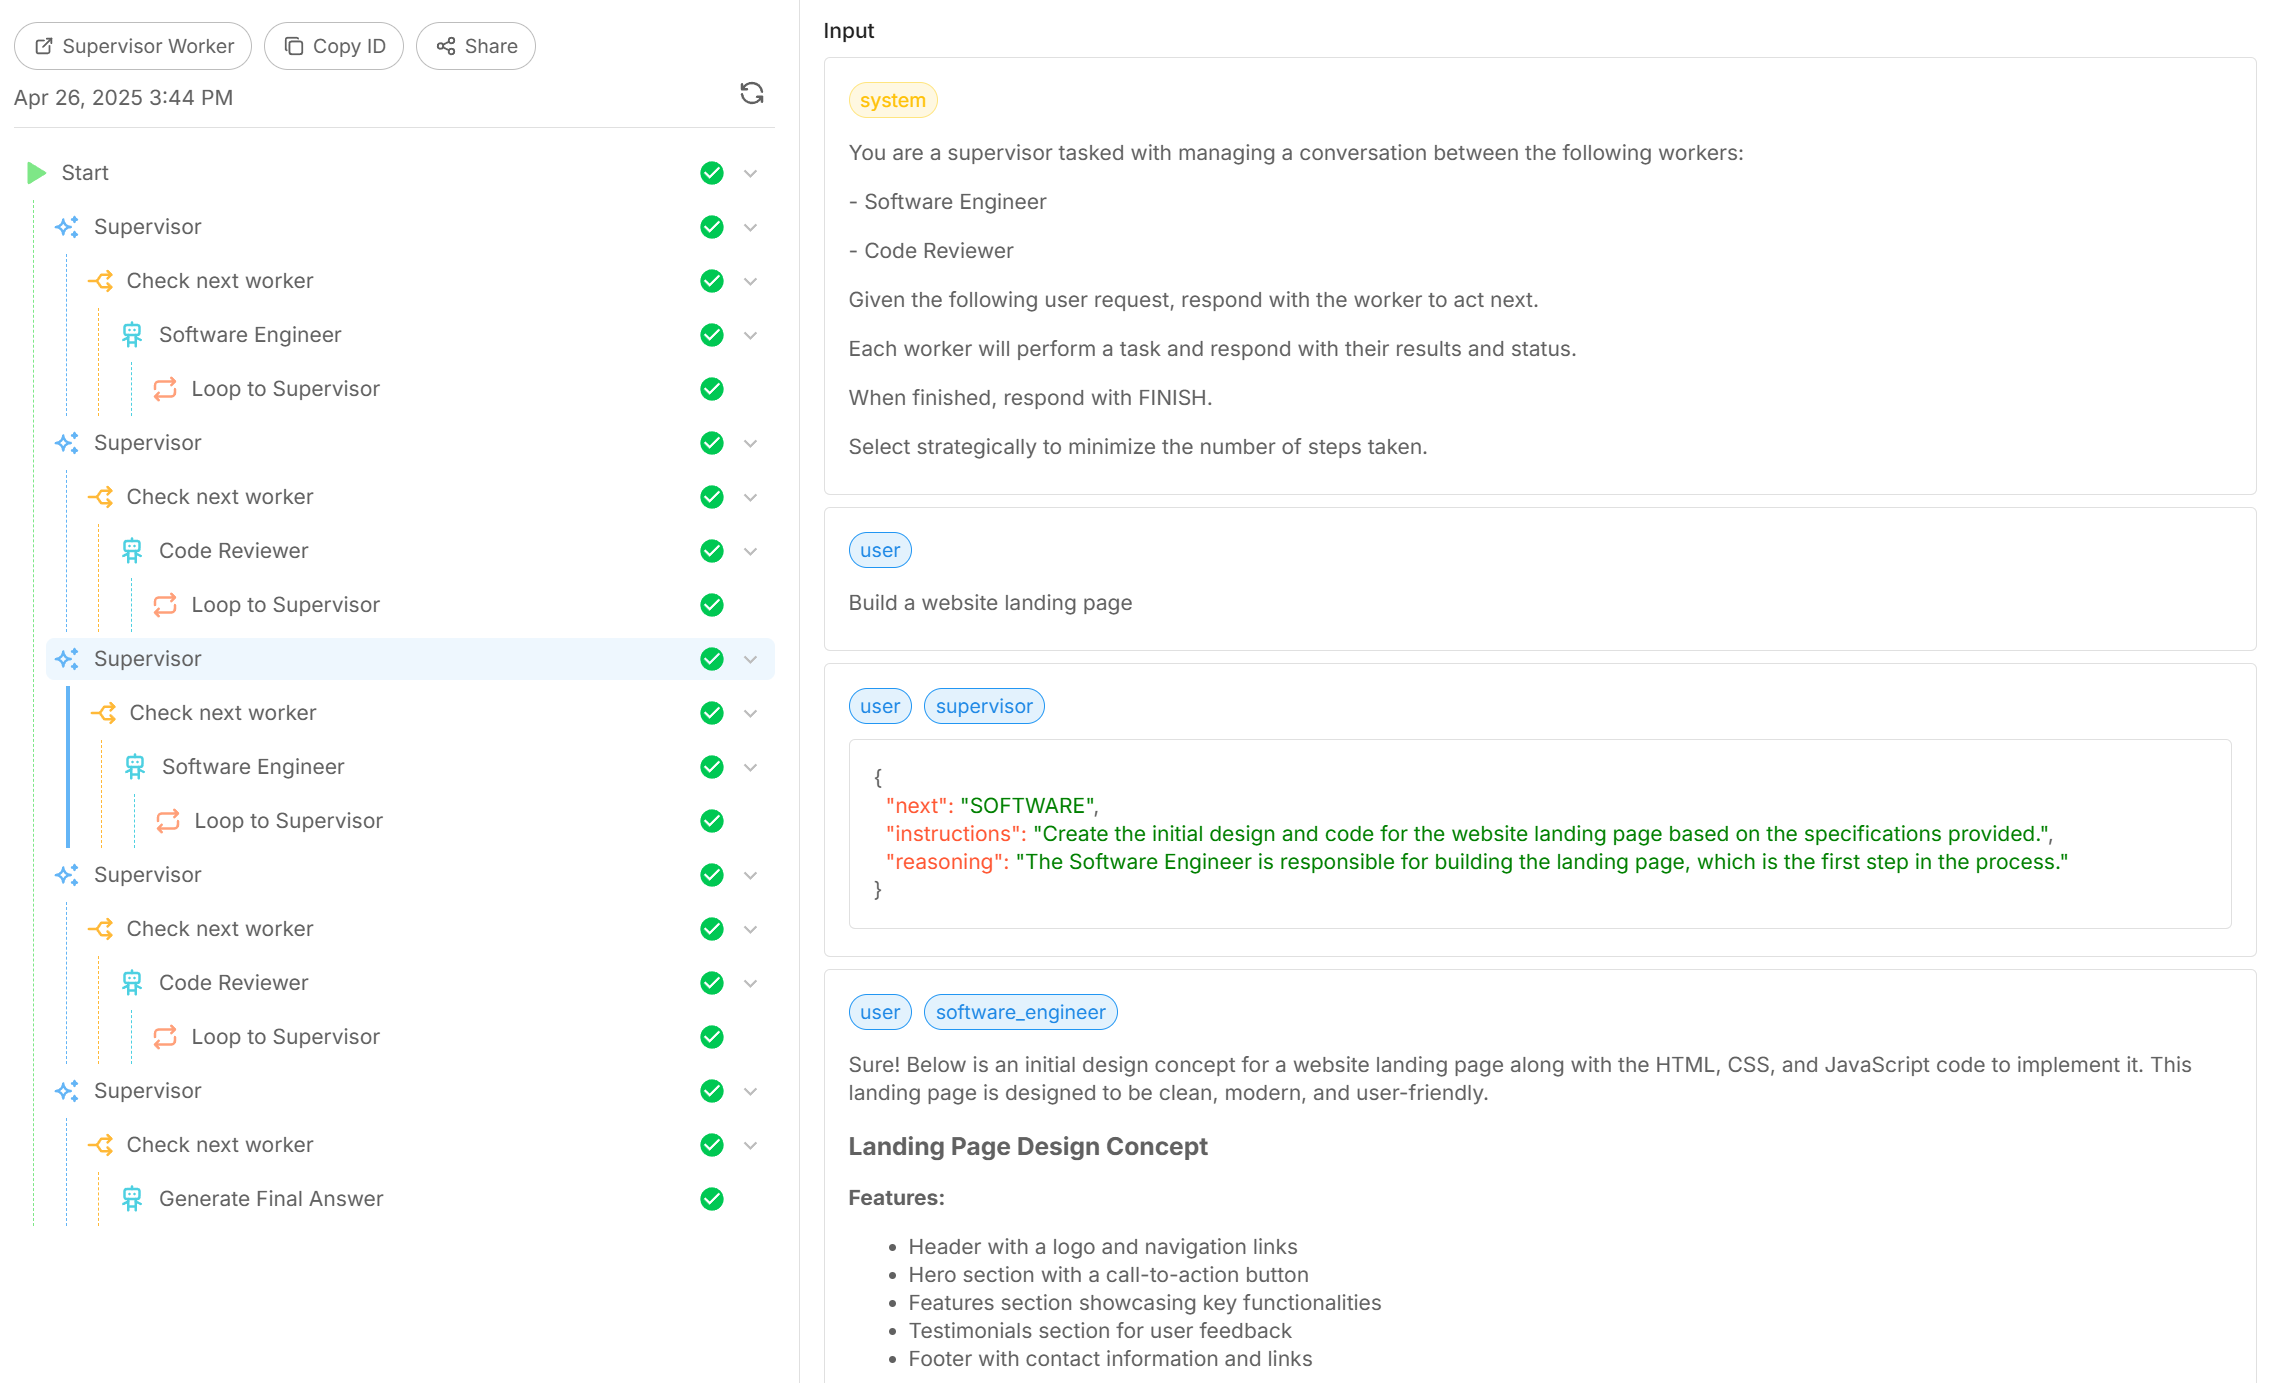 Supervisor Worker
Copy ID
Share
Apr 26, 2025 3:44 PM
Start
Supervisor
Check next worker
Software Engineer
Loop to Supervisor
Supervisor
Check next worker
Code Reviewer
Loop to Supervisor
Supervisor
Check next worker
Software Engineer
Loop to Supervisor
Supervisor
Check next worker
Code Reviewer
Loop to Supervisor
Supervisor
Check next worker
Generate Final Answer
Input
system
You are a supervisor tasked with managing a conversation between the following workers:
- Software Engineer
- Code Reviewer
Given the following user request, respond with the worker to act next.
Each worker will perform a task and respond with their results and status.
When finished, respond with FINISH.
Select strategically to minimize the number of steps taken.
user
Build a website landing page
user supervisor
{
"next": "SOFTWARE",
"instructions": "Create the initial design and code for the website landing page based on the specifications provided.",
"reasoning": "The Software Engineer is responsible for building the landing page, which is the first step in the process."
}
user software_engineer
Sure! Below is an initial design concept for a website landing page along with the HTML, CSS, and JavaScript code to implement it. This
landing page is designed to be clean, modern, and user-friendly.
Landing Page Design Concept
Features:
• Header with a logo and navigation links
• Hero section with a call-to-action button
• Features section showcasing key functionalities
• Testimonials section for user feedback
• Footer with contact information and links